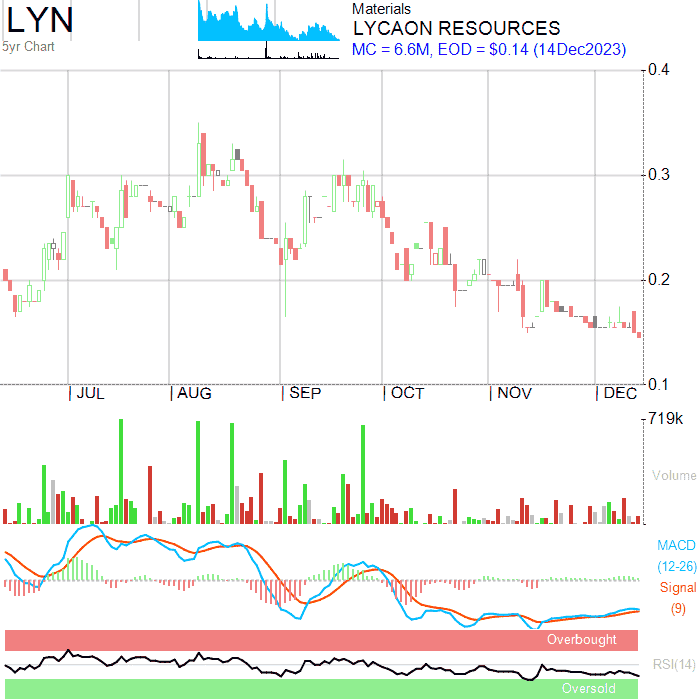 LYN
5yr Chart
Materials
LYCAON RESOURCES
MC = 6.6M, EOD = $0.14 (14Dec2023)
0.4
0.3
0.2
0.1
JUL AUG SEP OCT NOV DEC
719k
Volume
MACD
(12-26)
Signal
(9)
Overbought
RSI(14)
Oversold